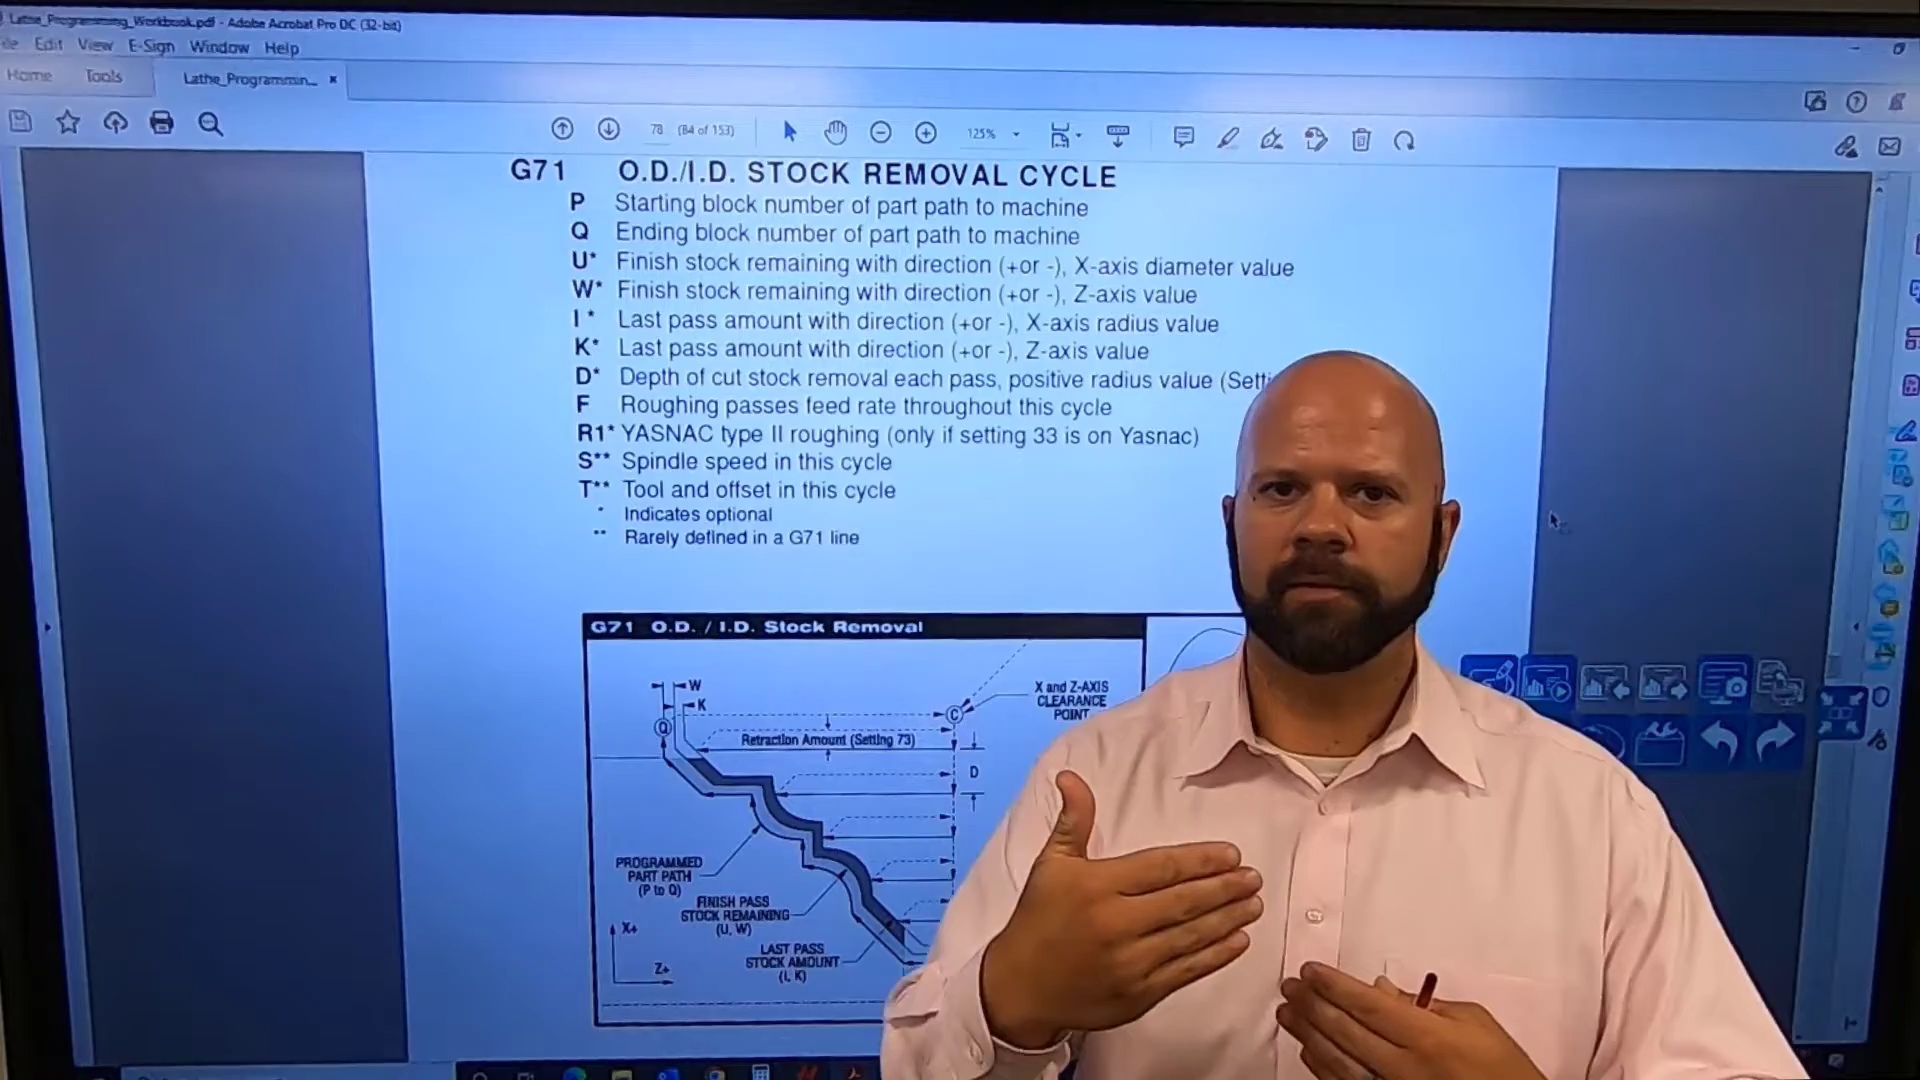 Lathe_Programming_Workbook.pdf - Adobe Acrobat Pro DC (32-bit)
Edit View E-Sign Window Help
Home Tools Lathe_Programmin...
78 (84 of 153) 125%
G71 O.D./I.D. STOCK REMOVAL CYCLE
P Starting block number of part path to machine
Q Ending block number of part path to machine
U* Finish stock remaining with direction (+or -), X-axis diameter value
W* Finish stock remaining with direction (+or -), Z-axis value
I * Last pass amount with direction (+or -), X-axis radius value
K* Last pass amount with direction (+or -), Z-axis value
D* Depth of cut stock removal each pass, positive radius value (Setti
F Roughing passes feed rate throughout this cycle
R1* YASNAC type II roughing (only if setting 33 is on Yasnac)
S** Spindle speed in this cycle
T** Tool and offset in this cycle
* Indicates optional
** Rarely defined in a G71 line
G71 O.D. / I.D. Stock Removal
W
K
Q
C
X and Z-AXIS
CLEARANCE
POINT
Retraction Amount (Setting 73)
D
PROGRAMMED
PART PATH
(P to Q)
FINISH PASS
STOCK REMAINING
(U, W)
X+
LAST PASS
STOCK AMOUNT
(I, K)
Z+